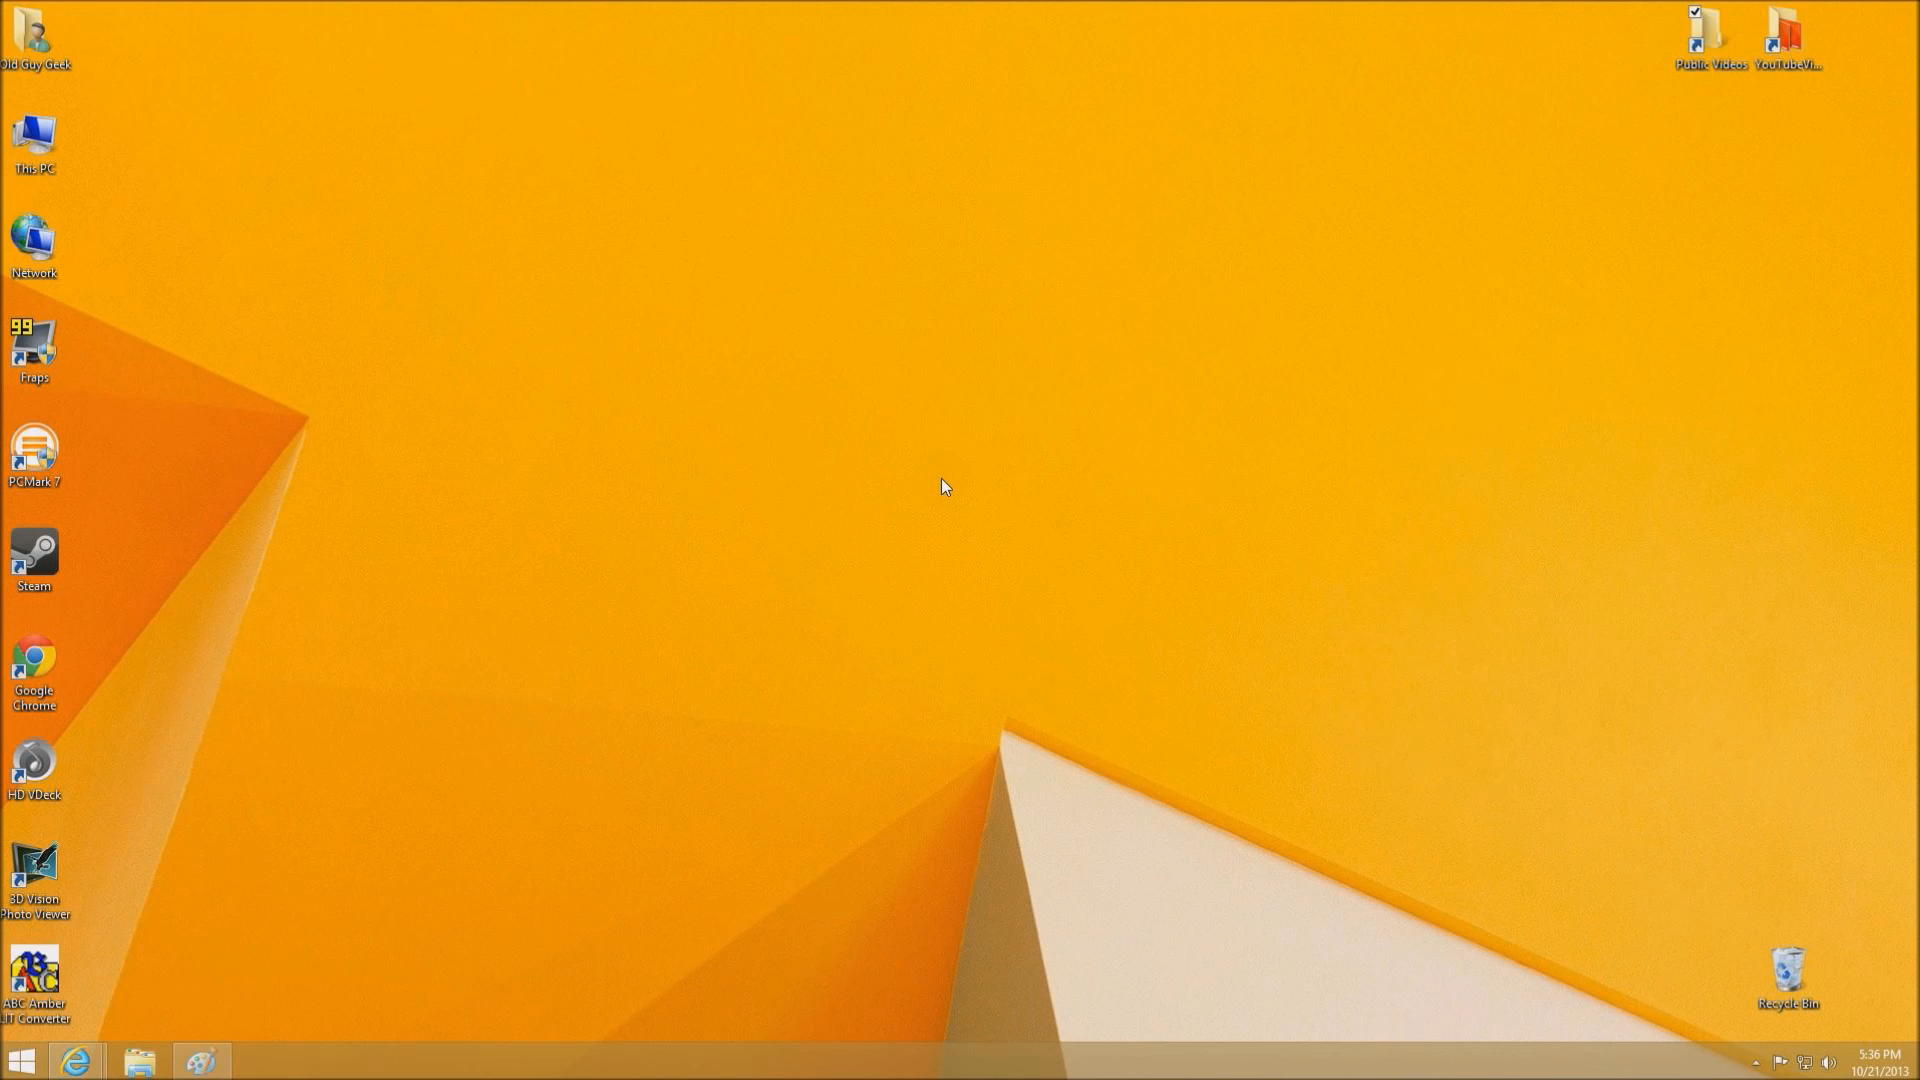 Old Guy Geek
This PC
Network
99
Fraps
PCMark 7
Steam
Google
Chrome
HD VDeck
3D Vision
Photo Viewer
ABC Amber
LIT Converter
Public Videos
YouTubeVi...
Recycle Bin
5:36 PM
10/21/2013